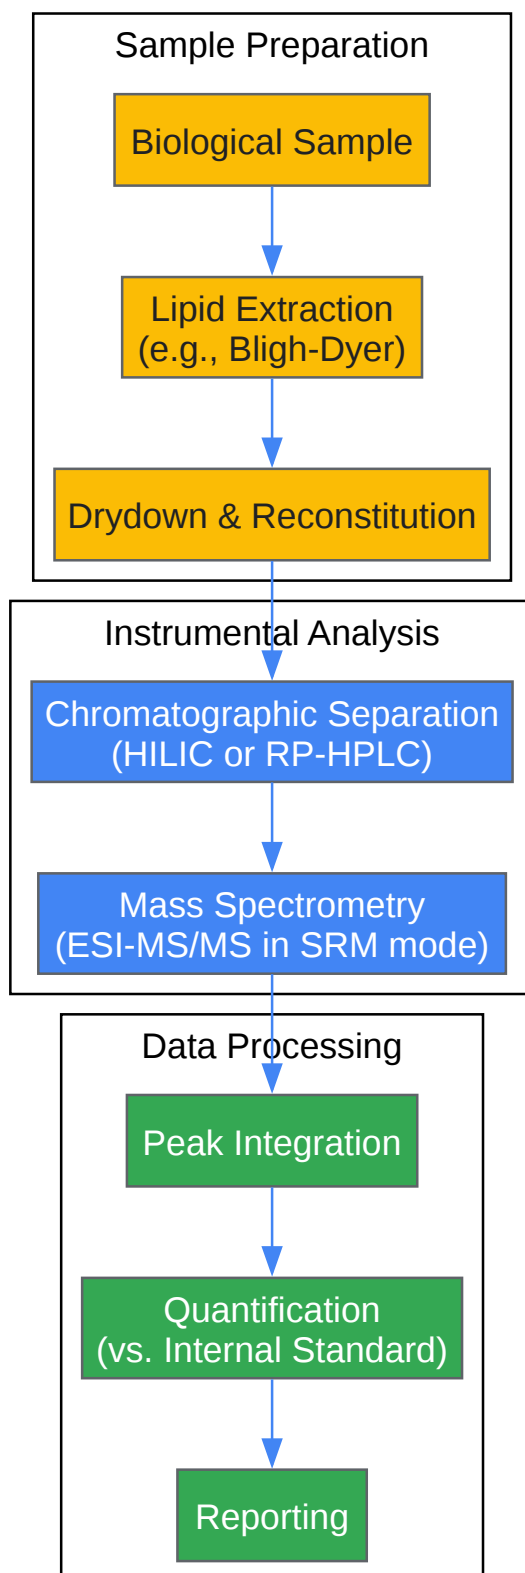 Sample Preparation
Biological Sample
Lipid Extraction
(e.g., Bligh-Dyer)
Drydown & Reconstitution
Instrumental Analysis
Chromatographic Separation
(HILIC or RP-HPLC)
Mass Spectrometry
(ESI-MS/MS in SRM mode)
Data Processing
Peak Integration
Quantification
(vs. Internal Standard)
Reporting